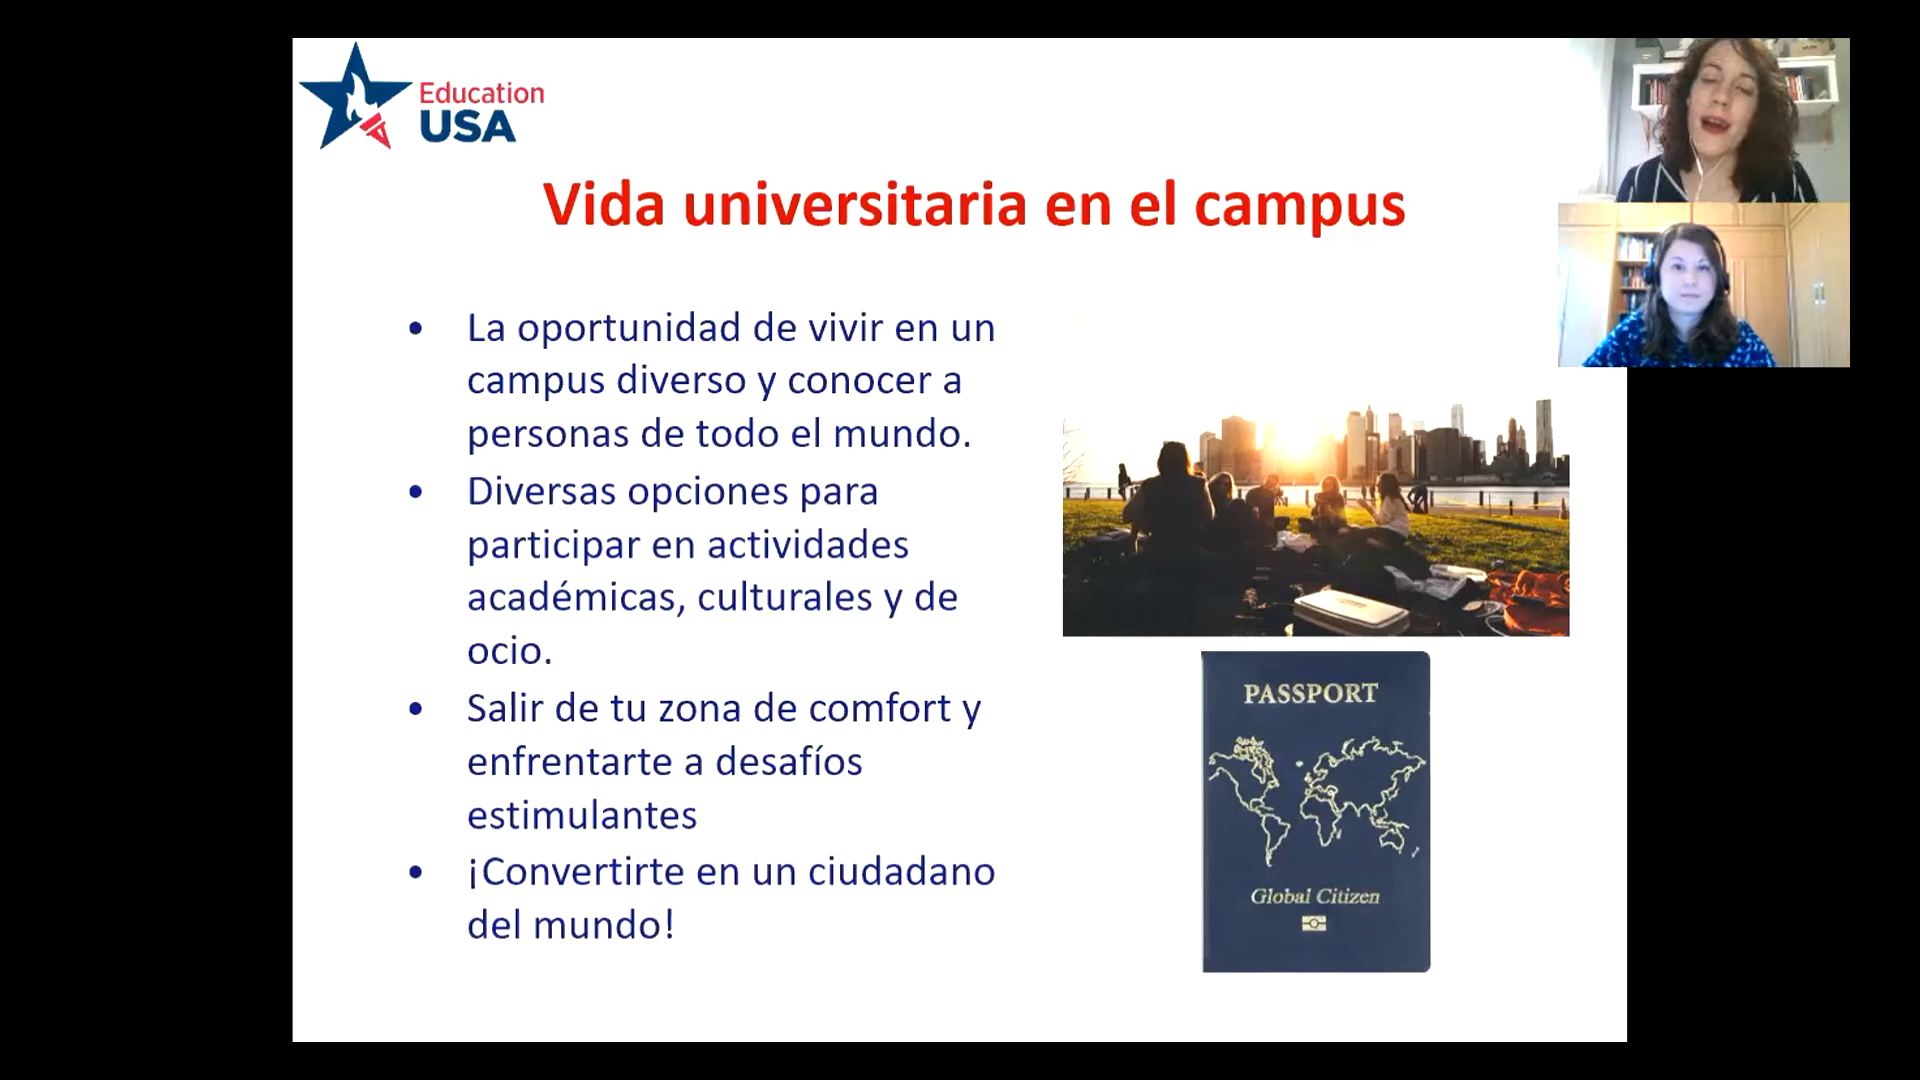 Education
USA
Vida universitaria en el campus
• La oportunidad de vivir en un
campus diverso y conocer a
personas de todo el mundo.
• Diversas opciones para
participar en actividades
académicas, culturales y de
ocio.
• Salir de tu zona de comfort y
enfrentarte a desafíos
estimulantes
• ¡Convertirte en un ciudadano
del mundo!
PASSPORT
Global Citizen